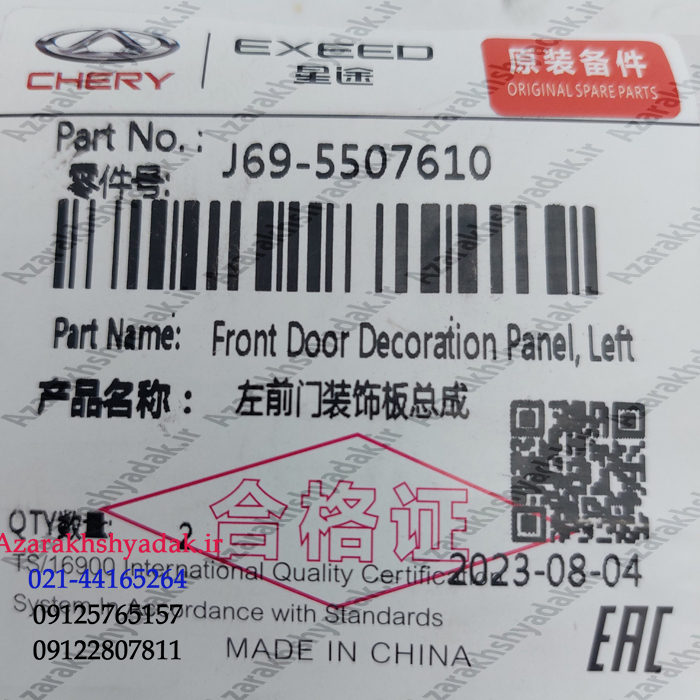 CHERY EXEED 星途 原装备件 ORIGINAL SPARE PARTS
Part No.: J69-5507610
零件号:
Part Name: Front Door Decoration Panel, Left
产品名称： 左前门装饰板总成
合格证
QTY数量:
Azarakhshyadak.ir
TS/16900 International Quality Certific
2023-08-04
021-44165264
System In Accordance with Standards
09125765157
09122807811
MADE IN CHINA
EAC